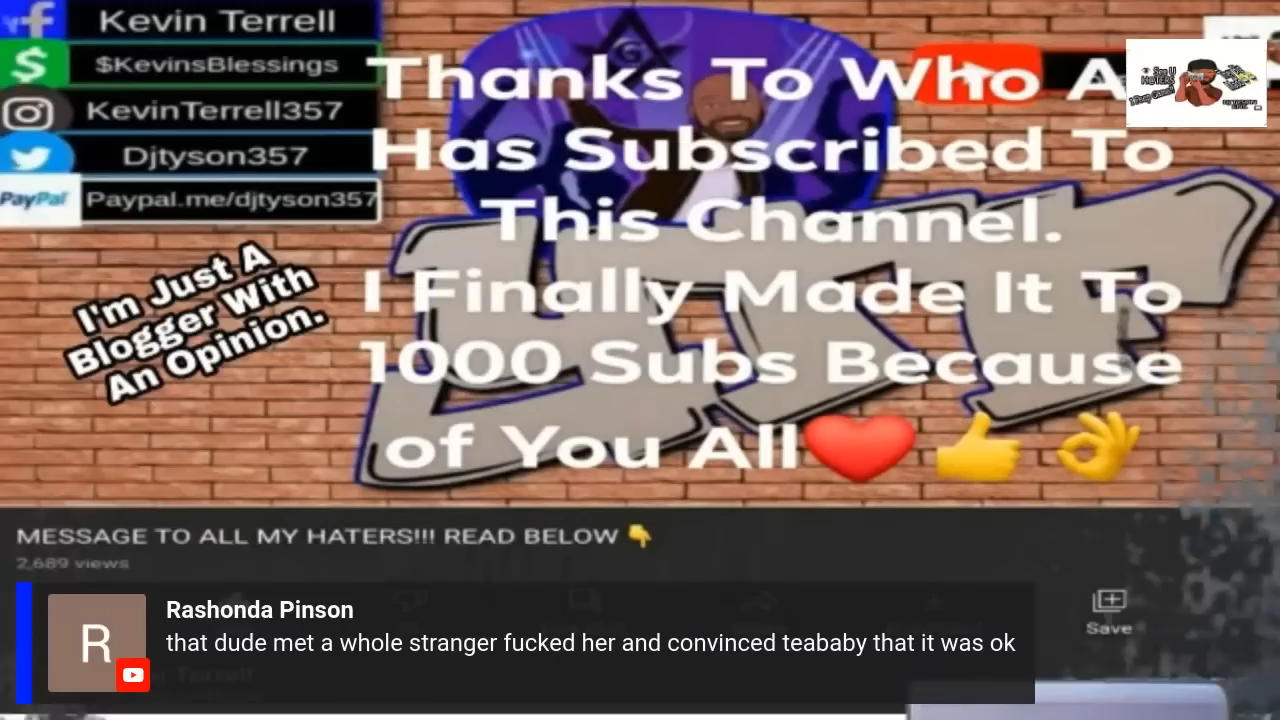 Kevin Terrell
$KevinsBlessings
KevinTerrell357
Djtyson357
PayPal
Paypal.me/djtyson357
I'm Just A
Blogger With
An Opinion.
G
Thanks To Who A
Has Subscribed To
This Channel.
I Finally Made It To
1000 Subs Because
of You All❤️👍👌
See U
HATERS
MESSAGE TO ALL MY HATERS!!! READ BELOW 👇
2,689 views
Save
R
Rashonda Pinson
that dude met a whole stranger fucked her and convinced teababy that it was ok